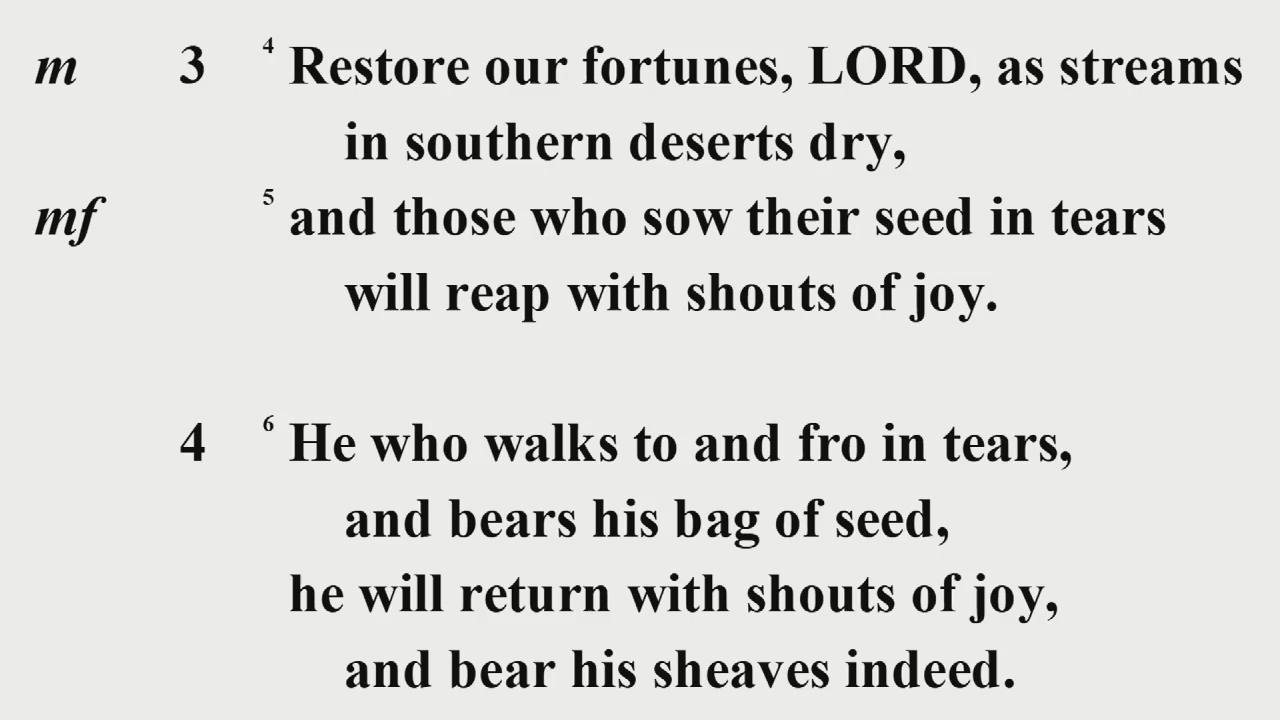 m 3 4 Restore our fortunes, LORD, as streams
in southern deserts dry,
mf 5 and those who sow their seed in tears
will reap with shouts of joy.
4 6 He who walks to and fro in tears,
and bears his bag of seed,
he will return with shouts of joy,
and bear his sheaves indeed.